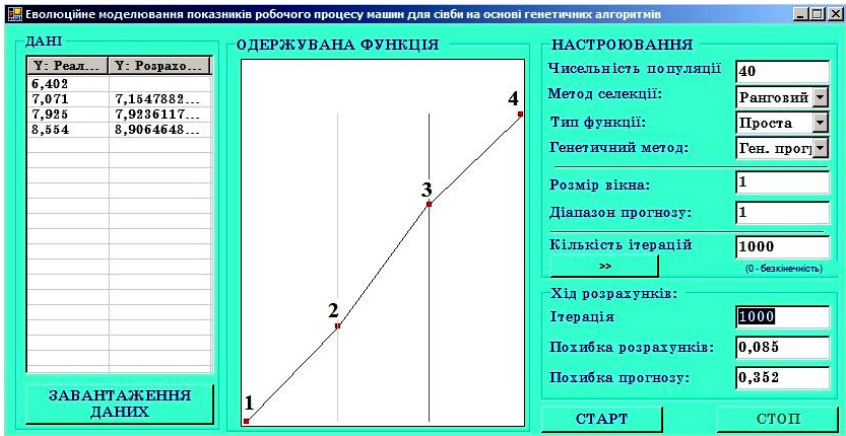 Еволюційне моделювання показників робочого процесу машин для сівби на основі генетичних алгоритмів
ДАНІ
Y: Реал... Y: Розрахо...
6,402
7,071 7,1547882...
7,925 7,9236117...
8,554 8,9064648...
ЗАВАНТАЖЕННЯ
ДАНИХ
ОДЕРЖУВАНА ФУНКЦІЯ
4
3
2
1
НАСТРОЮВАННЯ
Чисельність популяції 40
Метод селекції: Ранговий
Тип функції: Проста
Генетичний метод: Ген. прогр
Розмір вікна: 1
Діапазон прогнозу: 1
Кількість ітерацій 1000
>> (0 - безкінечність)
Хід розрахунків:
Ітерація 1000
Похибка розрахунків: 0,085
Похибка прогнозу: 0,352
СТАРТ СТОП